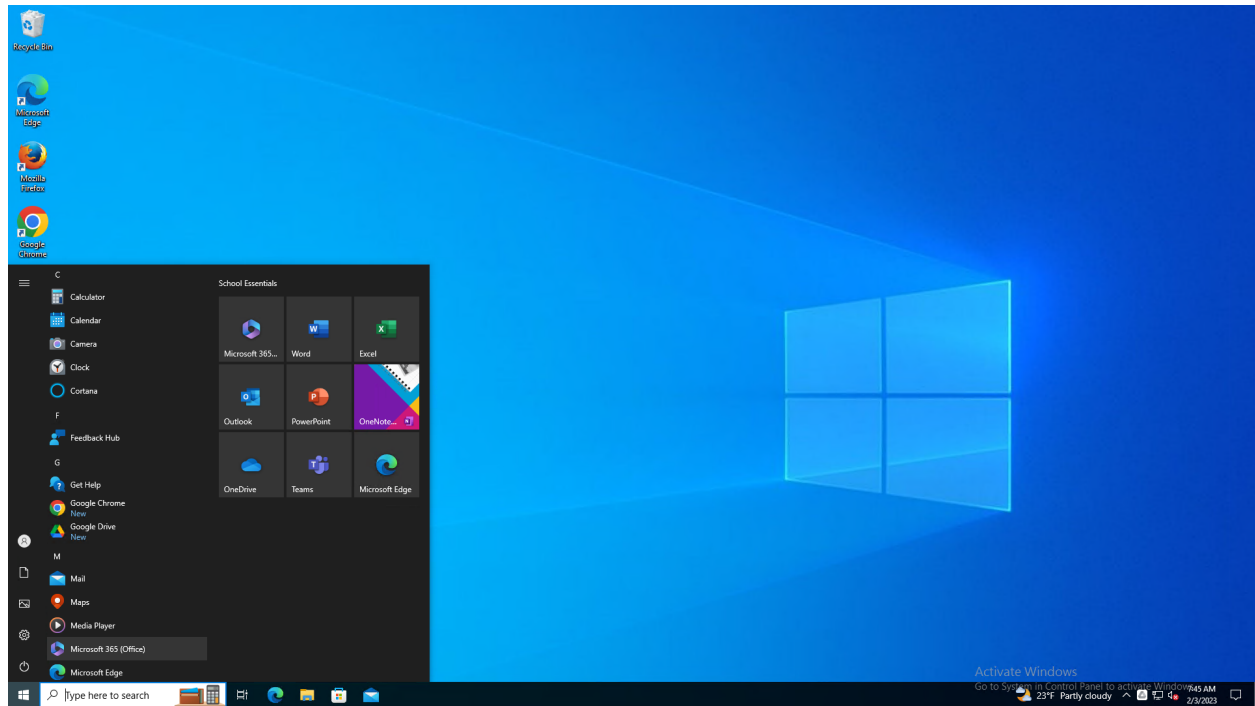 Recycle Bin
Microsoft
Edge
Mozilla
Firefox
Google
Chrome
C
Calculator
Calendar
Camera
Clock
Cortana
F
Feedback Hub
G
Get Help
Google Chrome
New
Google Drive
New
M
Mail
Maps
Media Player
Microsoft 365 (Office)
Microsoft Edge
School Essentials
Microsoft 365...
Word
Excel
Outlook
PowerPoint
OneNote...
OneDrive
Teams
Microsoft Edge
Activate Windows
Go to System in Control Panel to activate Windows.
Type here to search
23°F Partly cloudy
7:45 AM
2/3/2023